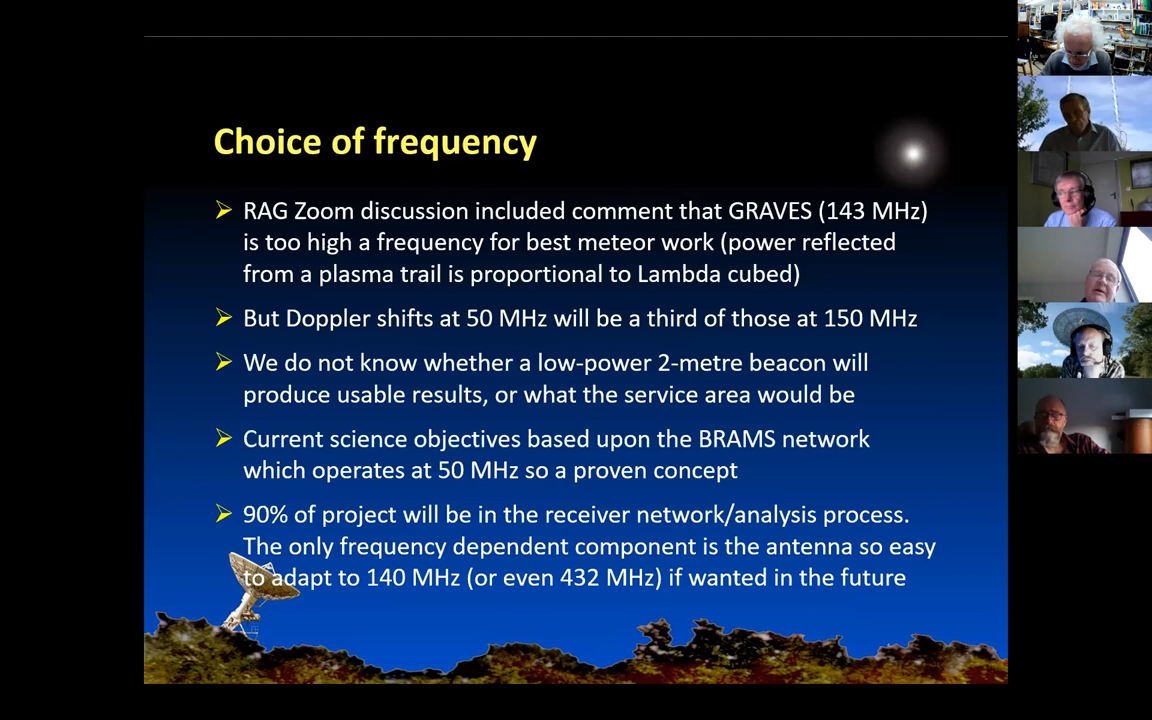 Choice of frequency
RAG Zoom discussion included comment that GRAVES (143 MHz)
is too high a frequency for best meteor work (power reflected
from a plasma trail is proportional to Lambda cubed)
But Doppler shifts at 50 MHz will be a third of those at 150 MHz
We do not know whether a low-power 2-metre beacon will
produce usable results, or what the service area would be
Current science objectives based upon the BRAMS network
which operates at 50 MHz so a proven concept
90% of project will be in the receiver network/analysis process.
The only frequency dependent component is the antenna so easy
to adapt to 140 MHz (or even 432 MHz) if wanted in the future